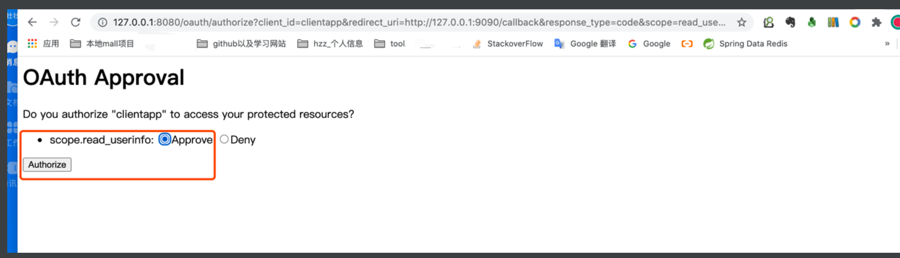 127.0.0.1:8080/oauth/authorize?client_id=clientapp&redirect_uri=http://127.0.0.1:9090/callback&response_type=code&scope=read_use...
应用 本地mall项目 github以及学习网站 hzz_个人信息 tool StackoverFlow Google 翻译 Google Spring Data Redis »
OAuth Approval
Do you authorize "clientapp" to access your protected resources?
• scope.read_userinfo: Approve Deny
Authorize